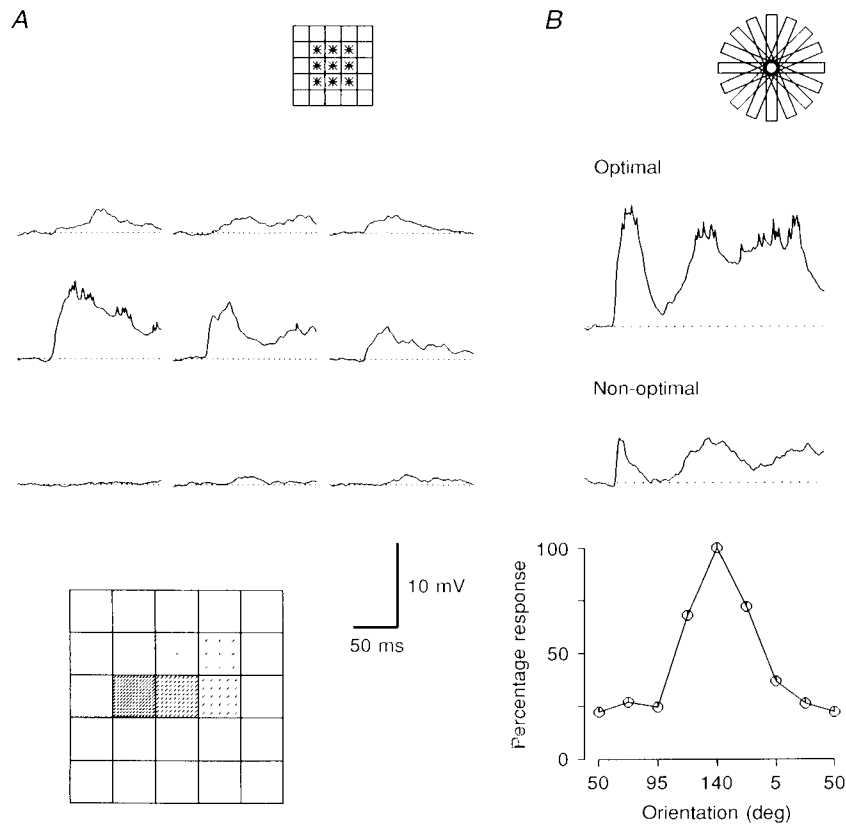 A
B
Optimal
Non-optimal
10 mV
50 ms
Percentage response
100
50
0
50 95 140 5 50
Orientation (deg)